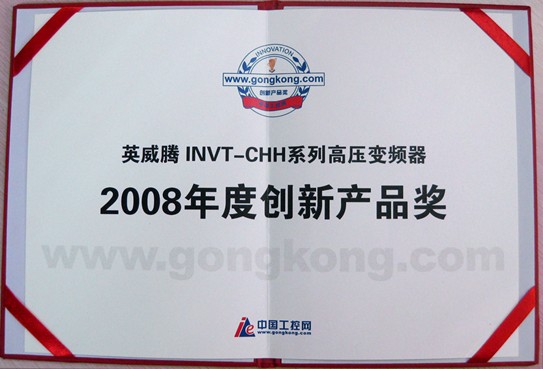 INNOVATION
www.gongkong.com
创新产品奖
英威腾 INVT-CHH系列高压变频器
2008年度创新产品奖
www.gongkong.com
中国工控网
www.gongkong.com